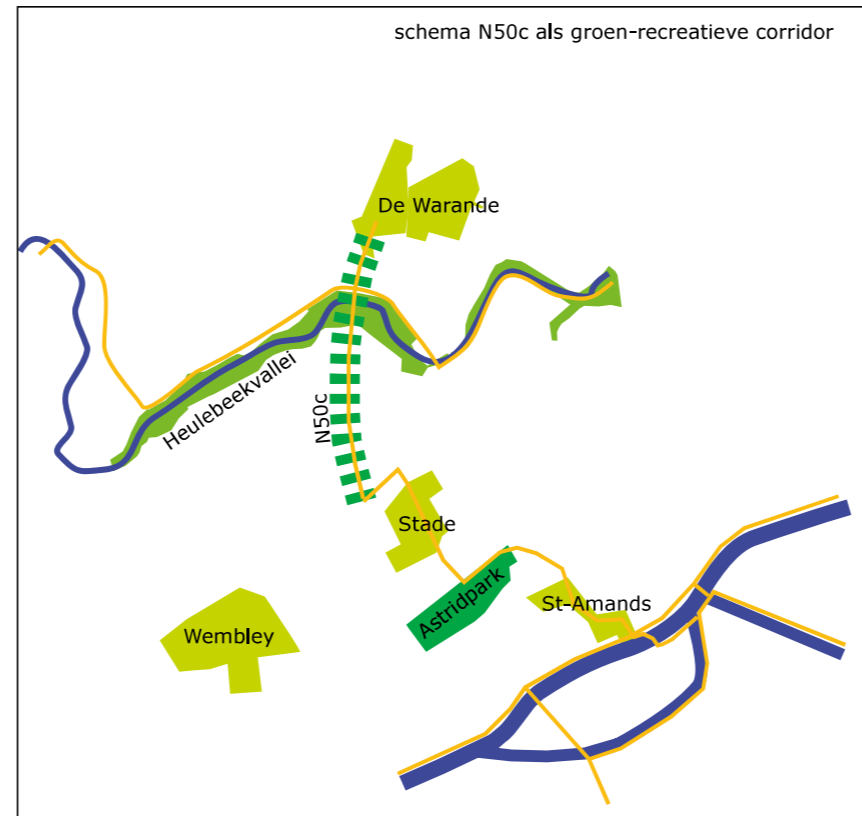 schema N50c als groen-recreatieve corridor
De Warande
Heulebeekvallei
N50c
Stade
Astridpark
St-Amands
Wembley